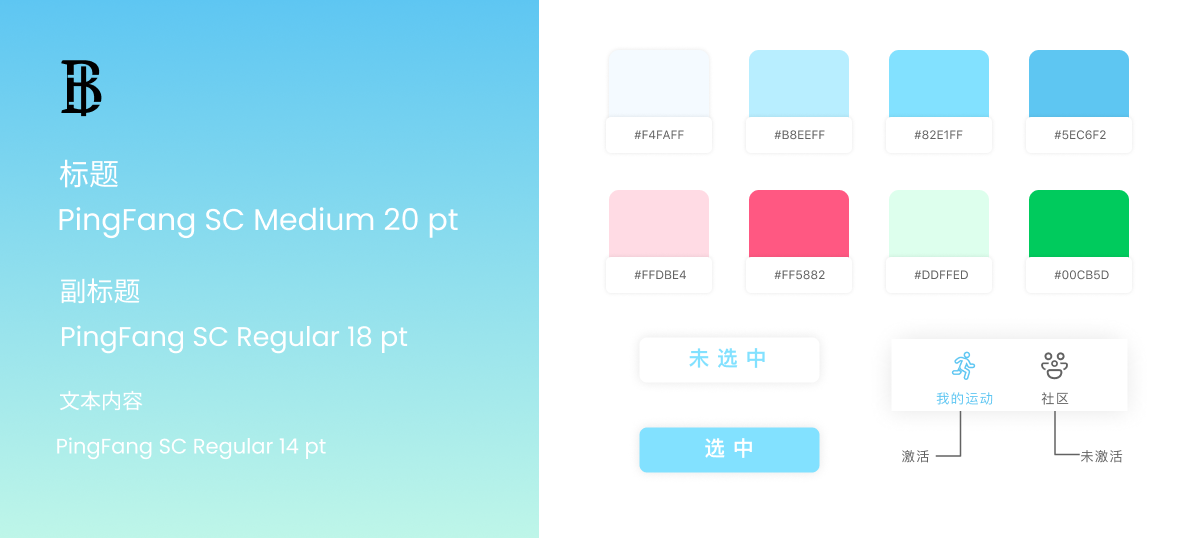 B
标题
PingFang SC Medium 20 pt
副标题
PingFang SC Regular 18 pt
文本内容
PingFang SC Regular 14 pt
#F4FAFF
#B8EEFF
#82E1FF
#5EC6F2
#FFDBE4
#FF5882
#DDFFED
#00CB5D
未选中
选中
我的运动
社区
激活
未激活